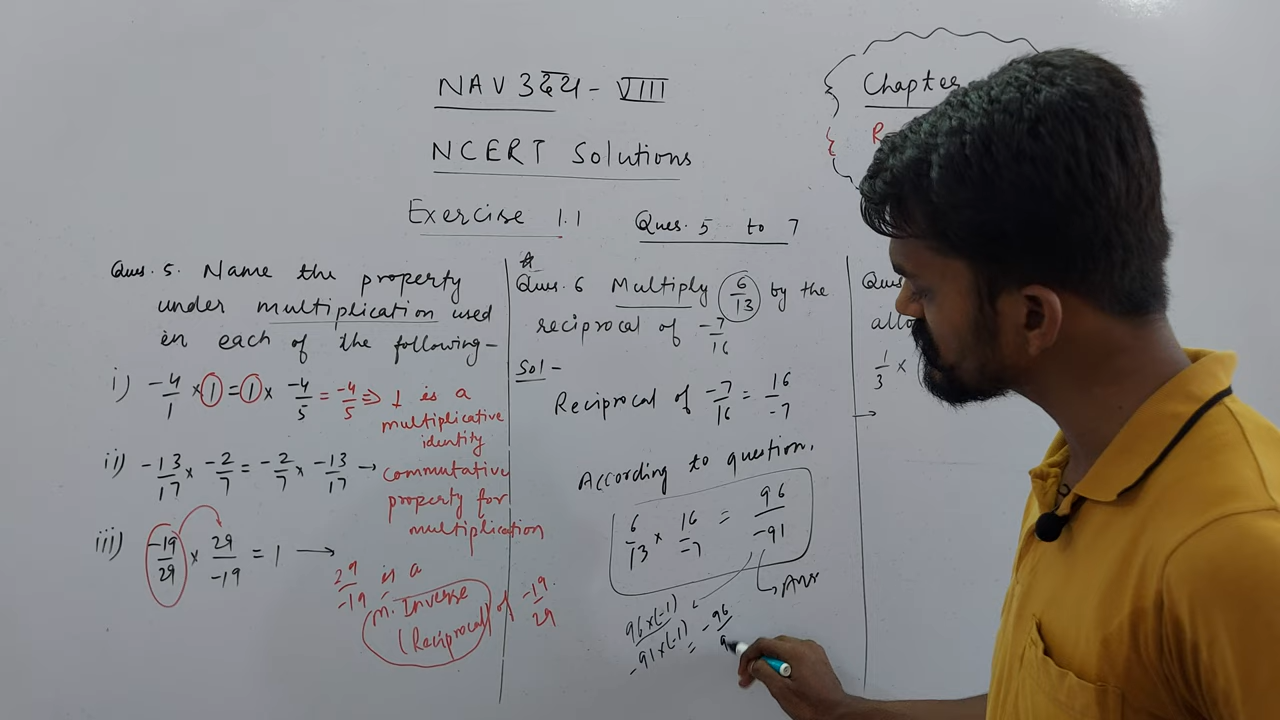 NAV 3द्वय - VIII
NCERT Solutions
Exercise 1.1 Ques. 5 to 7
Chapter
R
Ques. 5. Name the property
under multiplication used
in each of the following-
i) -4/1 × 1 = 1 × -4/5 = -4/5 ⇒ 1 is a
multiplicative
identity
ii) -13/17 × -2/7 = -2/7 × -13/17 → commutative
property for
multiplication
iii) -19/29 × 29/-19 = 1 →
29/-19 is a
m. Inverse
(Reciprocal) of -19/29
Ques. 6 Multiply 6/13 by the
reciprocal of -7/16
Sol-
Reciprocal of -7/16 = 16/-7
According to question,
6/13 × 16/-7 = 96/-91
Ans
96×(-1)/-91×(-1) = -96/9
Ques
allo
1/3 ×
→